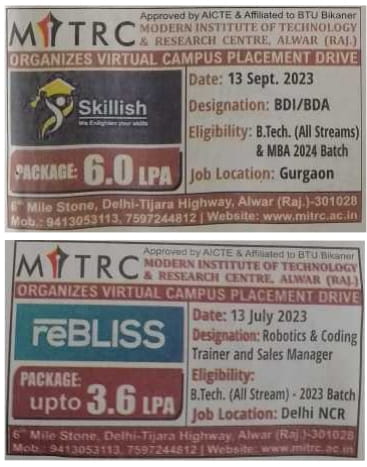 MITRC
Approved by AICTE & Affiliated to BTU Bikaner
MODERN INSTITUTE OF TECHNOLOGY
& RESEARCH CENTRE, ALWAR (RAJ.)
ORGANIZES VIRTUAL CAMPUS PLACEMENT DRIVE
Skillish
We Enlighten your skills
PACKAGE: 6.0 LPA
Date: 13 Sept. 2023
Designation: BDI/BDA
Eligibility: B.Tech. (All Streams)
& MBA 2024 Batch
Job Location: Gurgaon
6th Mile Stone, Delhi-Tijara Highway, Alwar (Raj.)-301028
Mob.: 9413053113, 7597244812 | Website: www.mitrc.ac.in
MITRC
Approved by AICTE & Affiliated to BTU Bikaner
MODERN INSTITUTE OF TECHNOLOGY
& RESEARCH CENTRE, ALWAR (RAJ.)
ORGANIZES VIRTUAL CAMPUS PLACEMENT DRIVE
reBLISS
PACKAGE:
upto 3.6 LPA
Date: 13 July 2023
Designation: Robotics & Coding
Trainer and Sales Manager
Eligibility:
B.Tech. (All Stream) - 2023 Batch
Job Location: Delhi NCR
6th Mile Stone, Delhi-Tijara Highway, Alwar (Raj.)-301028
Mob.: 9413053113, 7597244812 | Website: www.mitrc.ac.in